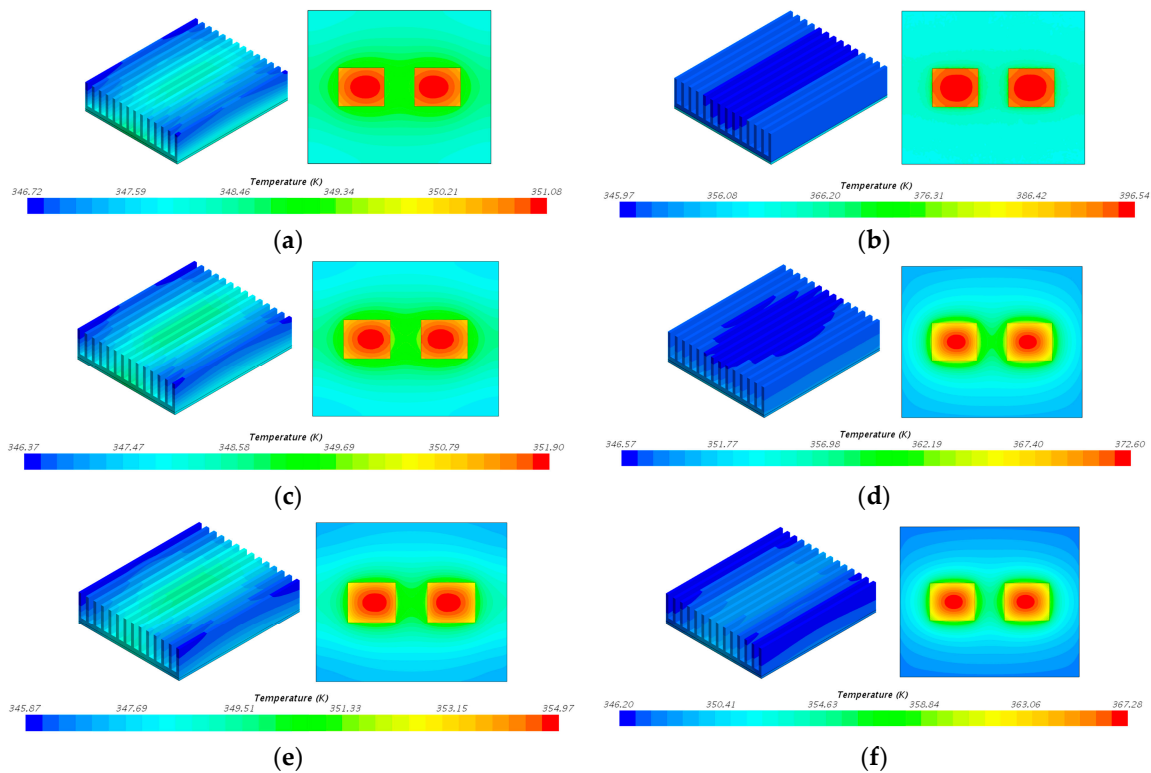 Temperature (K)
346.72 347.59 348.46 349.34 350.21 351.08
(a)
Temperature (K)
345.97 356.08 366.20 376.31 386.42 396.54
(b)
Temperature (K)
346.37 347.47 348.58 349.69 350.79 351.90
(c)
Temperature (K)
346.57 351.77 356.98 362.19 367.40 372.60
(d)
Temperature (K)
345.87 347.69 349.51 351.33 353.15 354.97
(e)
Temperature (K)
346.20 350.41 354.63 358.84 363.06 367.28
(f)